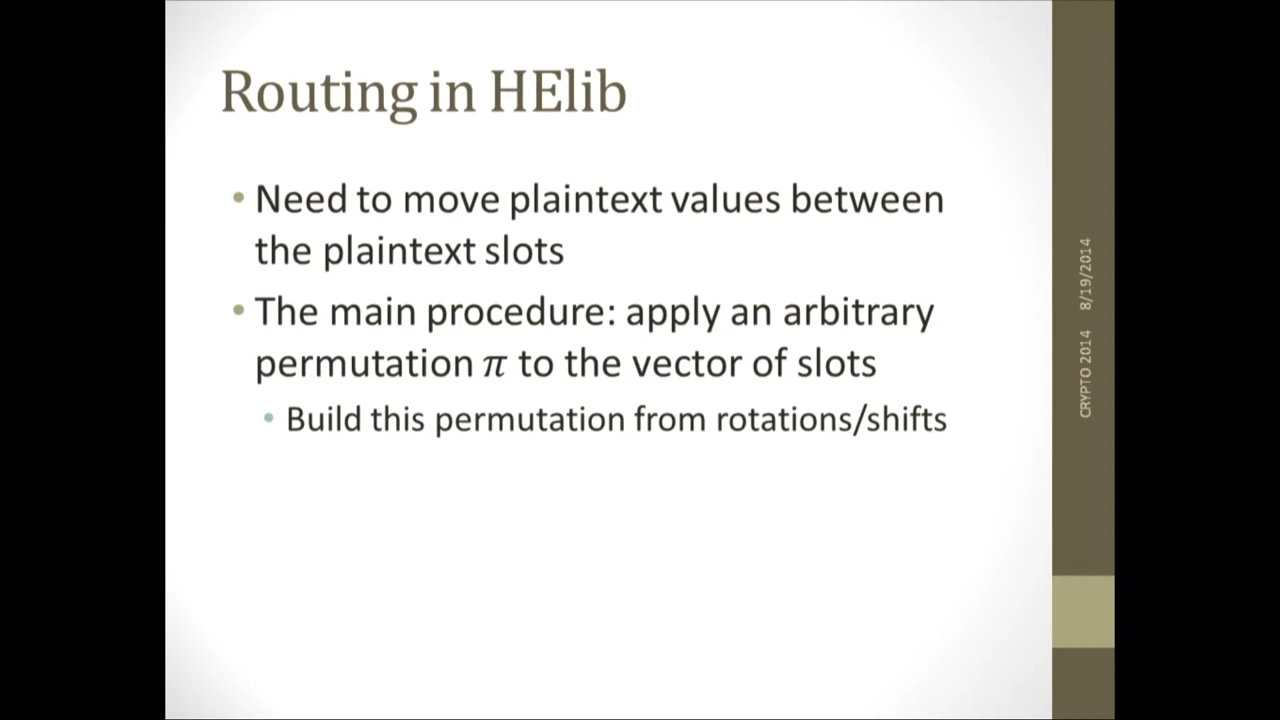 Routing in HElib
• Need to move plaintext values between
the plaintext slots
• The main procedure: apply an arbitrary
permutation π to the vector of slots
• Build this permutation from rotations/shifts
CRYPTO 2014 8/19/2014